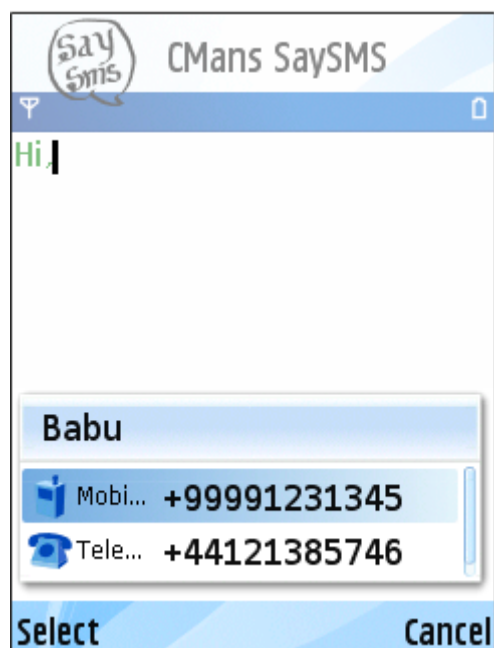 Say
Sms
CMans SaySMS
Hi,
Babu
Mobi... +99991231345
Tele... +44121385746
Select Cancel